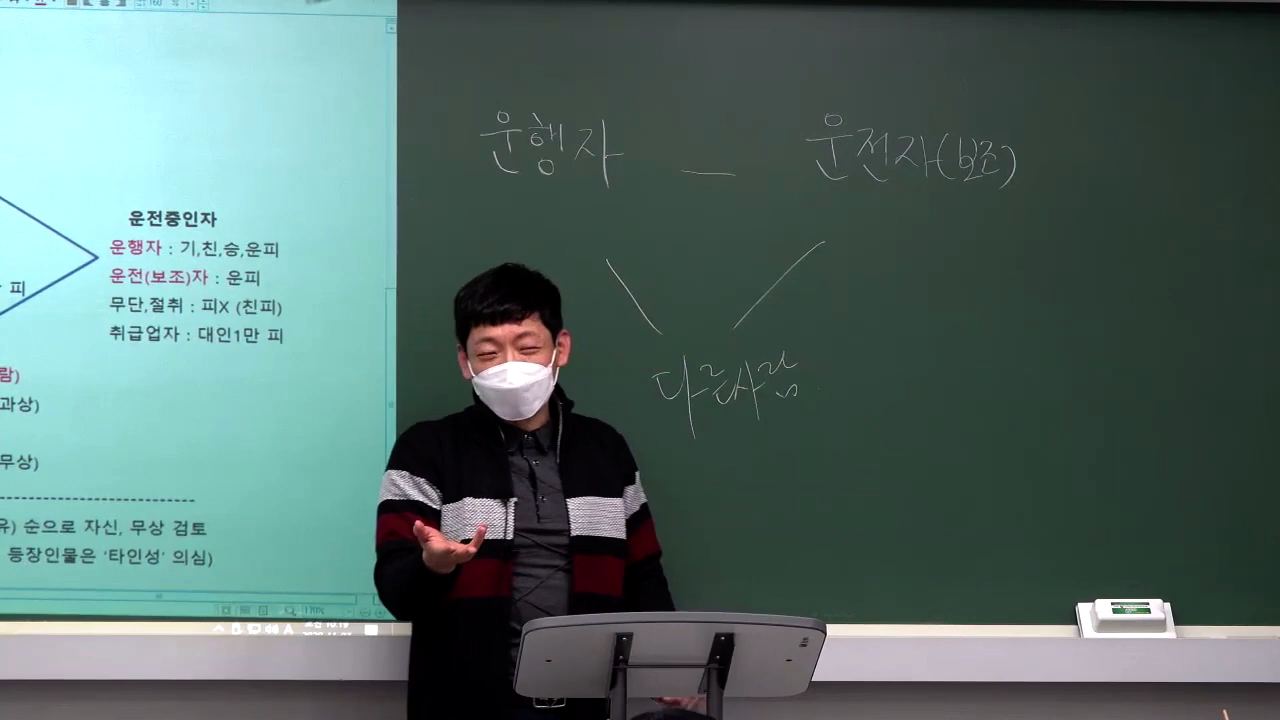 운전중인자
운행자 : 기,친,승,운피
피
운전(보조)자 : 운피
무단,절취 : 피X (친피)
취급업자 : 대인1만 피
람)
과상)
무상)
유) 순으로 자신, 무상 검토
등장인물은 '타인성' 의심)
170%
운행자 — 운전자(보조)
다른사람